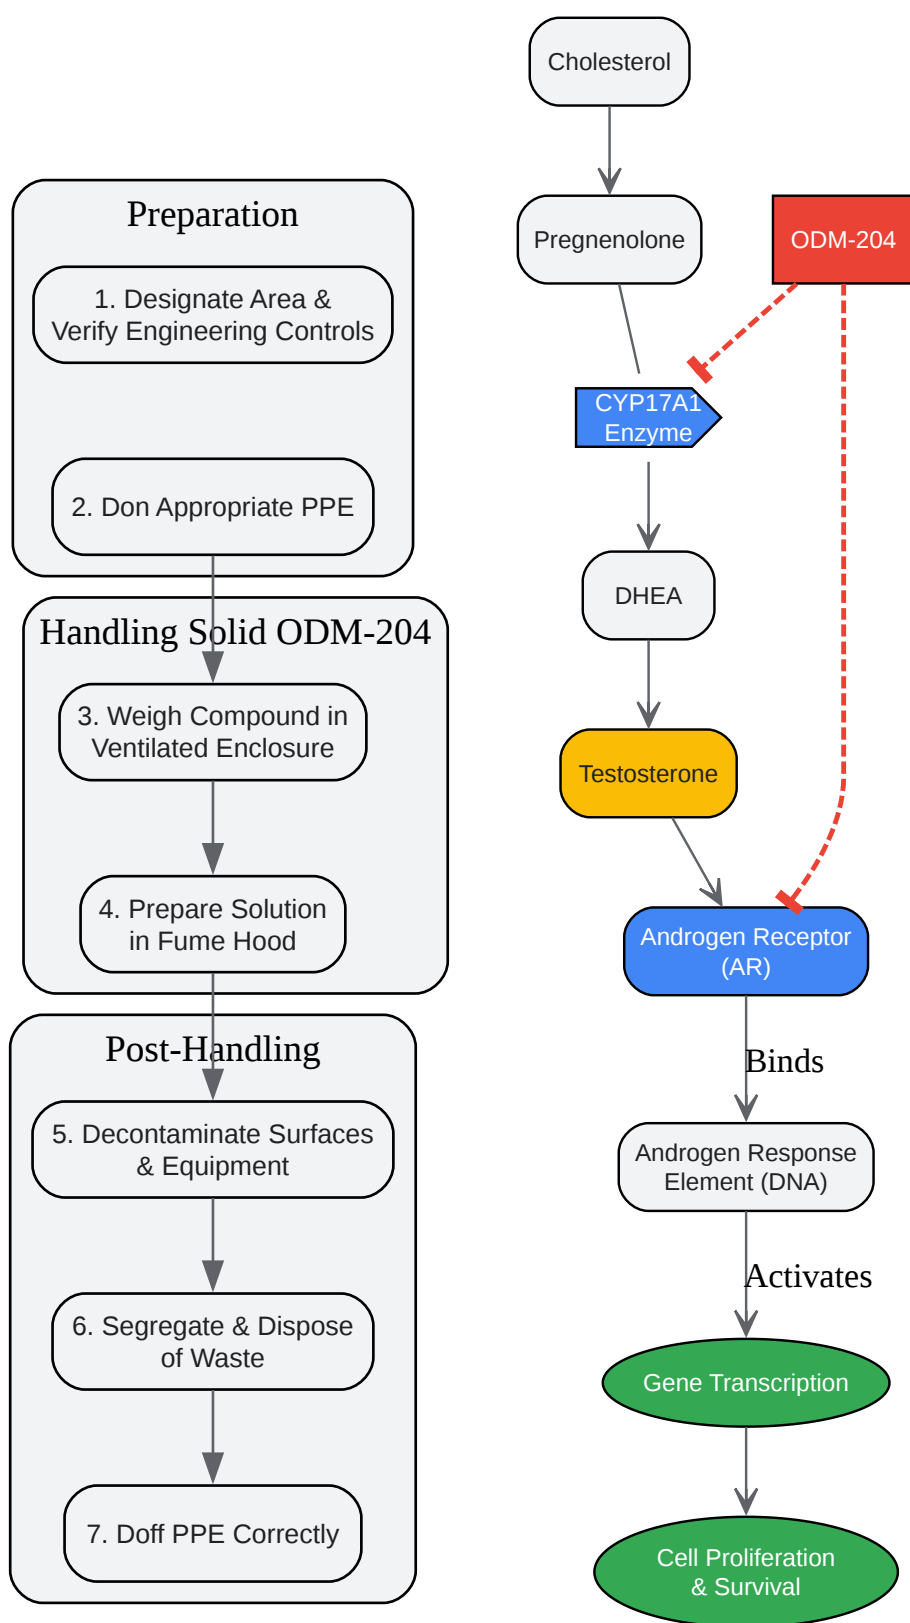 Preparation
1. Designate Area &
Verify Engineering Controls
2. Don Appropriate PPE
Handling Solid ODM-204
3. Weigh Compound in
Ventilated Enclosure
4. Prepare Solution
in Fume Hood
Post-Handling
5. Decontaminate Surfaces
& Equipment
6. Segregate & Dispose
of Waste
7. Doff PPE Correctly
Cholesterol
Pregnenolone
ODM-204
CYP17A1
Enzyme
DHEA
Testosterone
Androgen Receptor
(AR)
Binds
Androgen Response
Element (DNA)
Activates
Gene Transcription
Cell Proliferation
& Survival